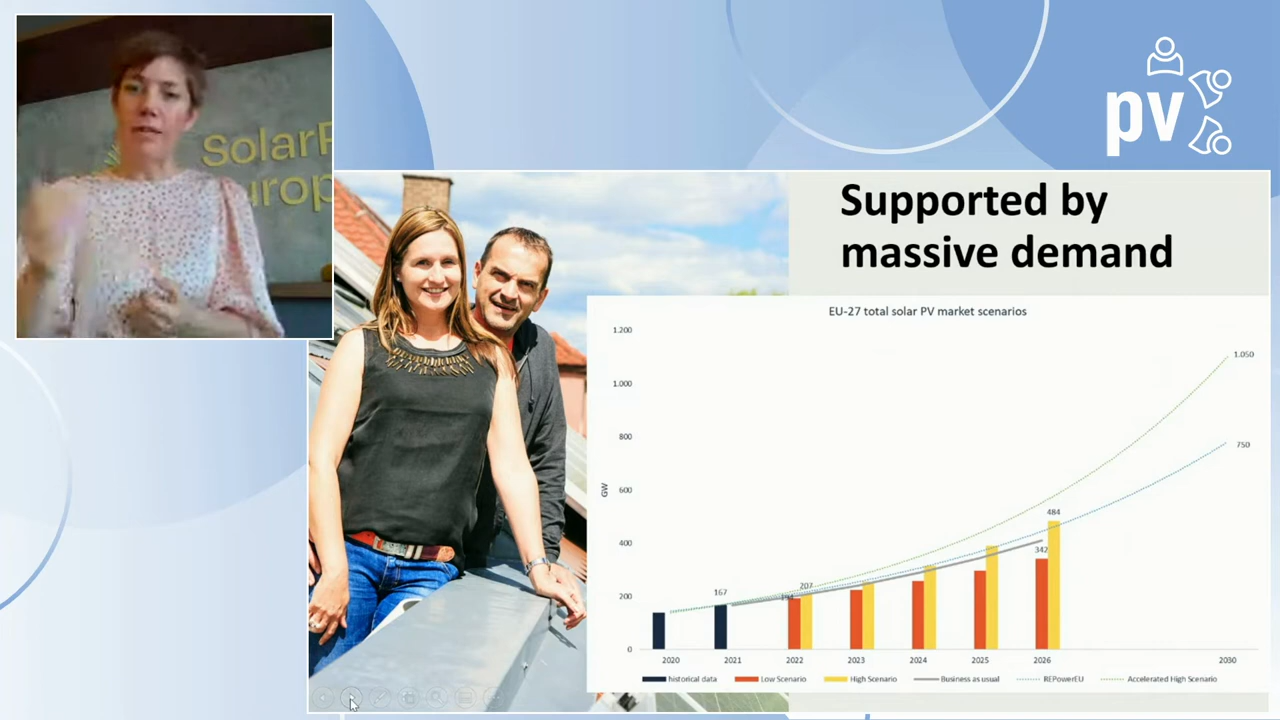 SolarP
urop
pv
Supported by
massive demand
EU-27 total solar PV market scenarios
1.200
1.000
800
600
400
200
0
GW
167
207
342
484
1.050
750
2020
2021
2022
2023
2024
2025
2026
2030
historical data
Low Scenario
High Scenario
Business as usual
REPowerEU
Accelerated High Scenario